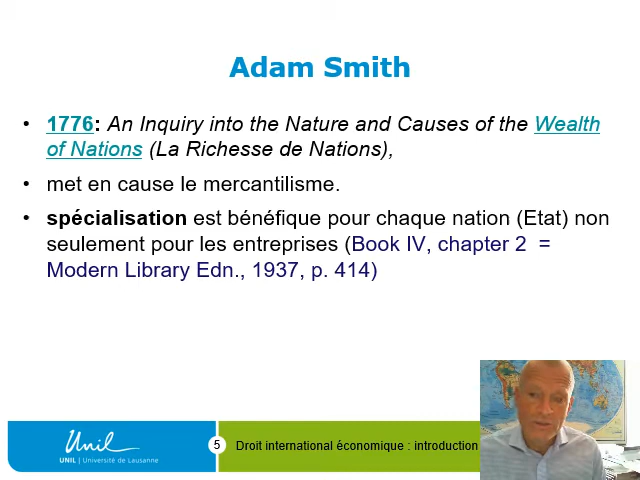 Adam Smith
• 1776: An Inquiry into the Nature and Causes of the Wealth
of Nations (La Richesse de Nations),
• met en cause le mercantilisme.
• spécialisation est bénéfique pour chaque nation (Etat) non
seulement pour les entreprises (Book IV, chapter 2 =
Modern Library Edn., 1937, p. 414)
Unil
UNIL | Université de Lausanne
5
Droit international économique : introduction